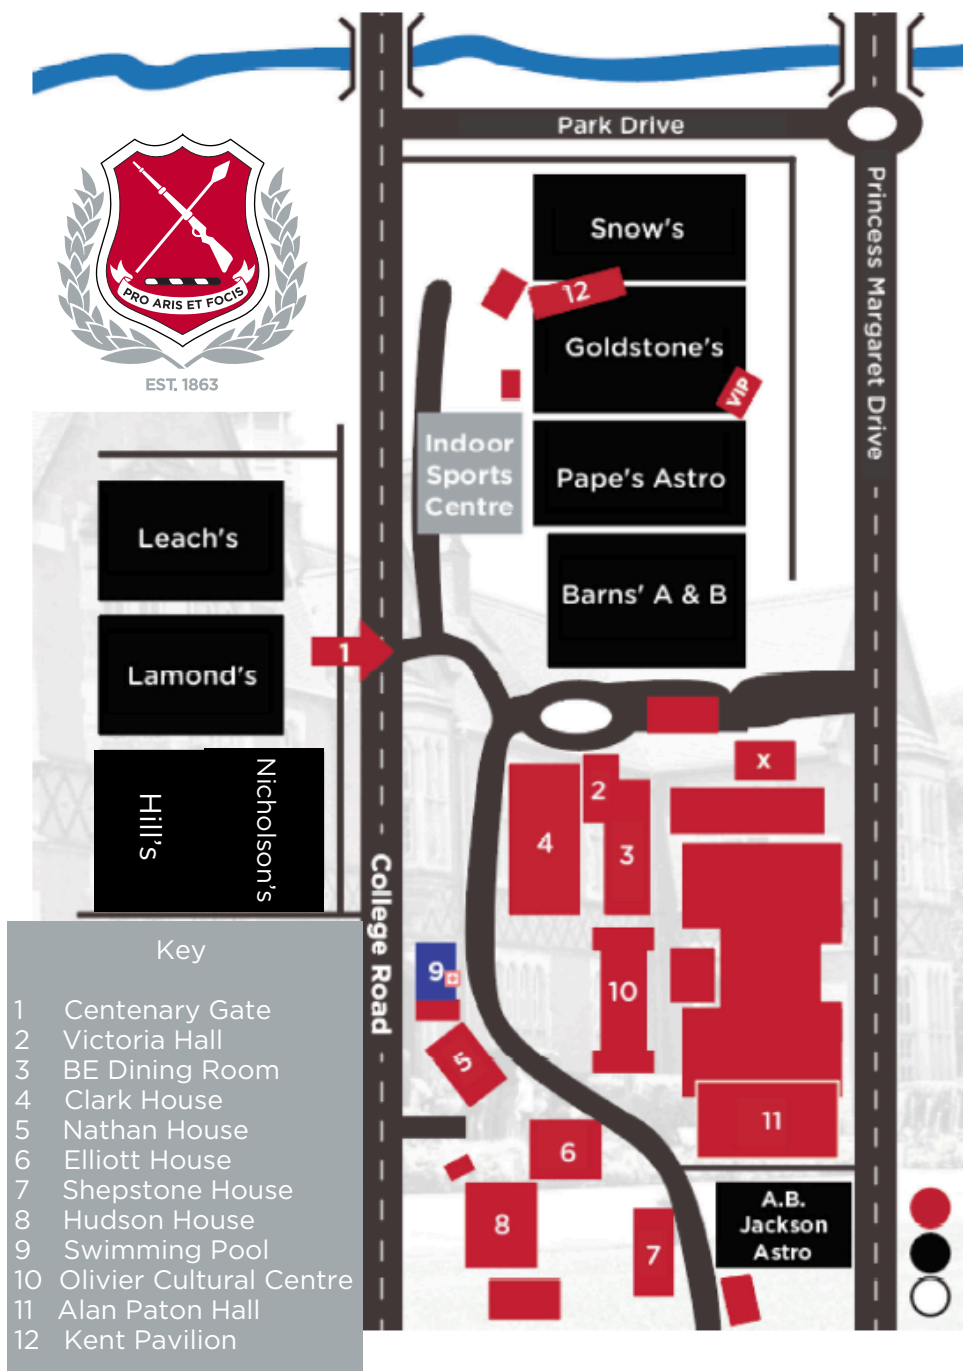 Park Drive
Princess Margaret Drive
PRO ARIS ET FOCIS
EST. 1863
Snow's
12
Goldstone's
VIP
Indoor
Sports
Centre
Pape's Astro
Leach's
Barns' A & B
1
Lamond's
x
2
Hill's
Nicholson's
4
3
College Road
9
10
5
11
6
8
7
A.B.
Jackson
Astro
Key
1 Centenary Gate
2 Victoria Hall
3 BE Dining Room
4 Clark House
5 Nathan House
6 Elliott House
7 Shepstone House
8 Hudson House
9 Swimming Pool
10 Olivier Cultural Centre
11 Alan Paton Hall
12 Kent Pavilion